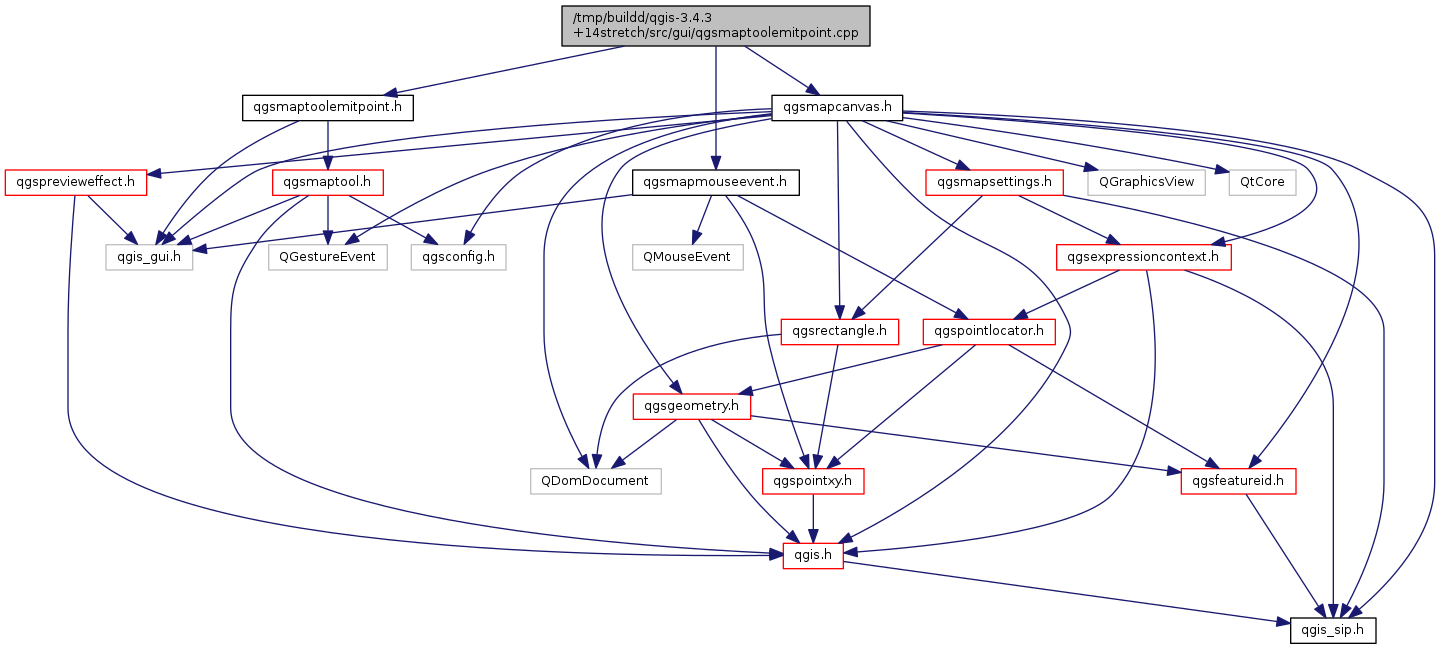 /tmp/buildd/qgis-3.4.3
+14stretch/src/gui/qgsmaptoolemitpoint.cpp
qgsmaptoolemitpoint.h
qgsmapcanvas.h
qgsprevieweffect.h
qgsmaptool.h
qgsmapmouseevent.h
qgsmapsettings.h
QGraphicsView
QtCore
qgis_gui.h
QGestureEvent
qgsconfig.h
QMouseEvent
qgsexpressioncontext.h
qgsrectangle.h
qgspointlocator.h
qgsgeometry.h
QDomDocument
qgspointxy.h
qgsfeatureid.h
qgis.h
qgis_sip.h